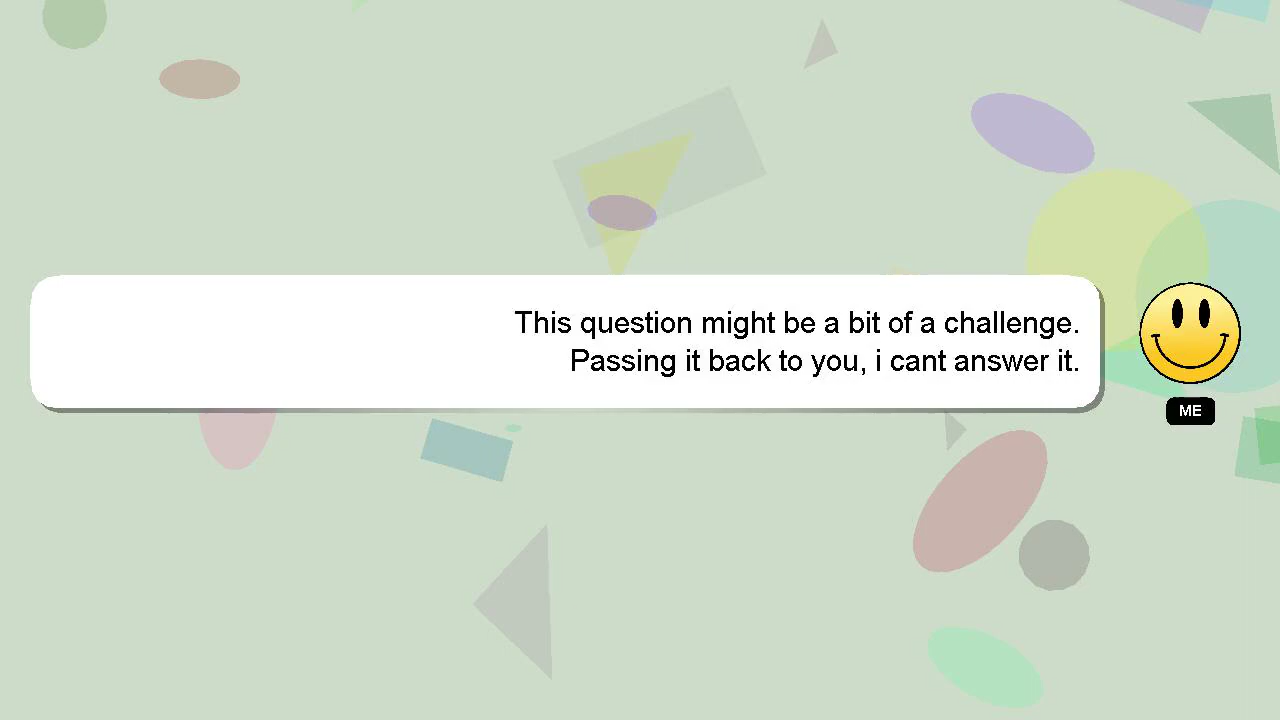 This question might be a bit of a challenge.
Passing it back to you, i cant answer it.
ME